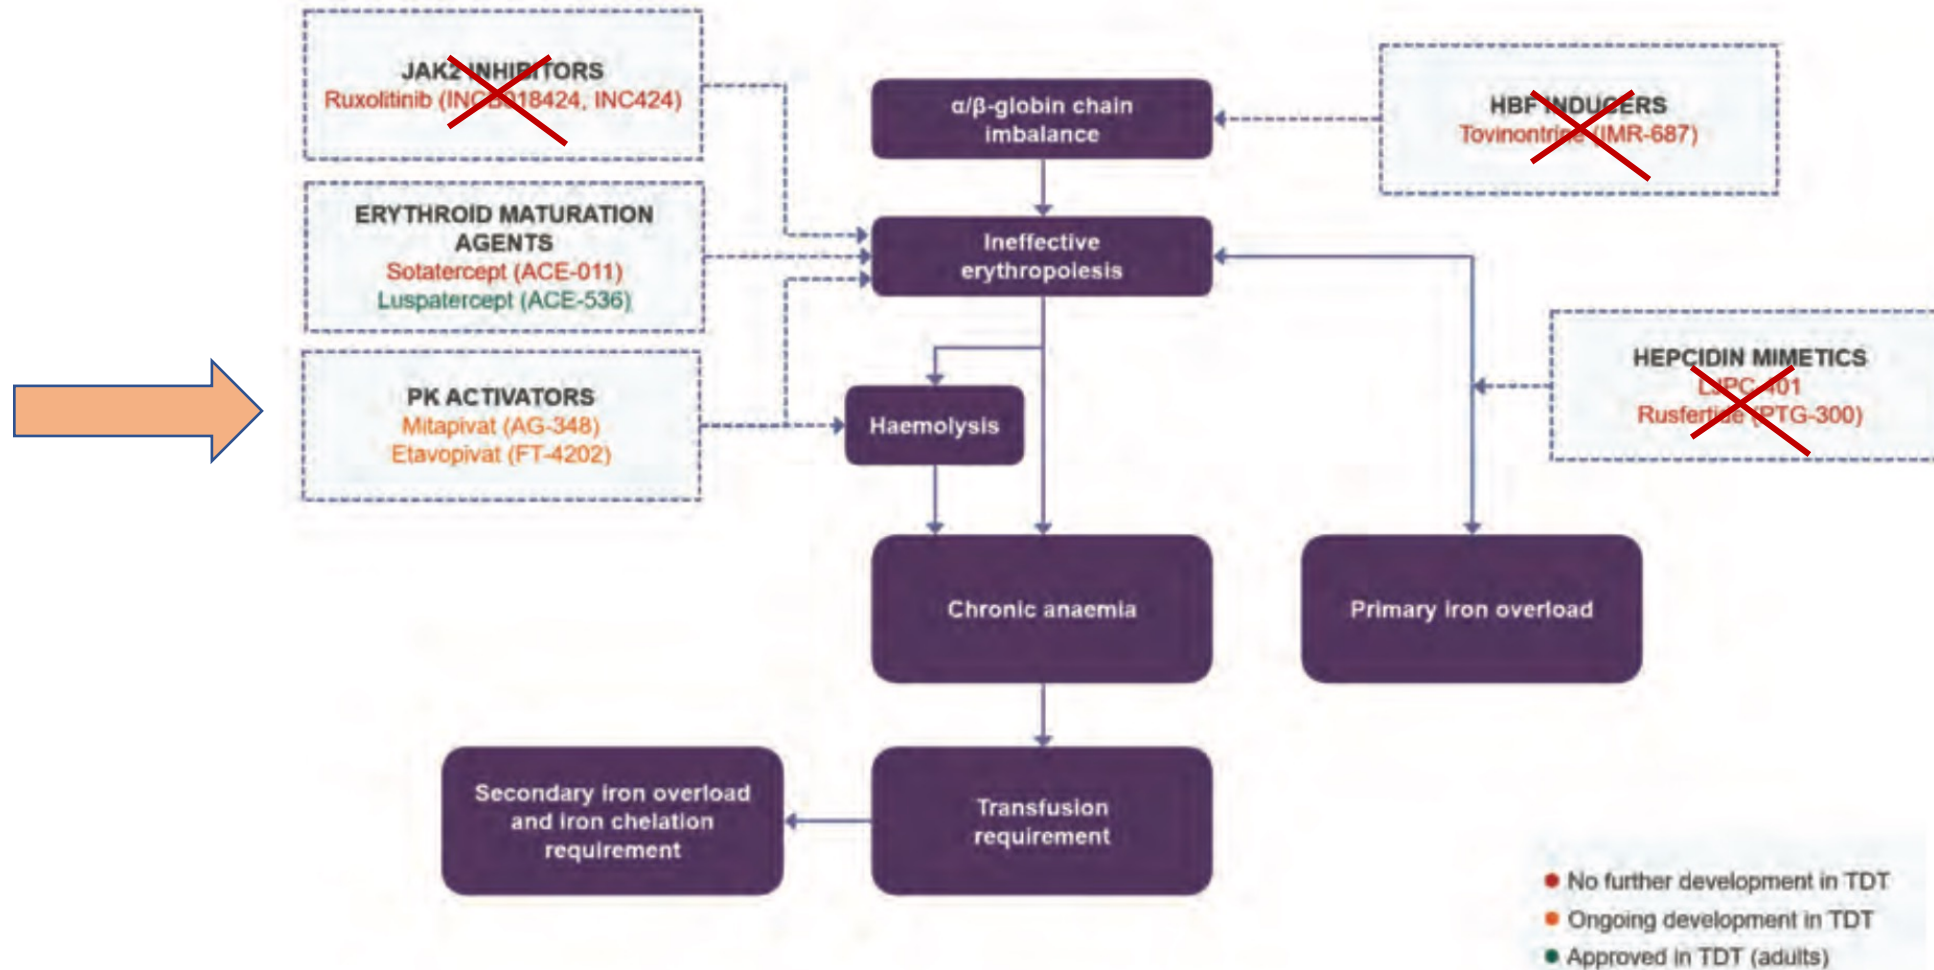 JAK2 INHIBITORS
Ruxolitinib (INCB018424, INC424)
ERYTHROID MATURATION
AGENTS
Sotatercept (ACE-011)
Luspatercept (ACE-536)
PK ACTIVATORS
Mitapivat (AG-348)
Etavopivat (FT-4202)
α/β-globin chain
imbalance
Ineffective
erythropoiesis
Haemolysis
Chronic anaemia
Transfusion
requirement
Secondary iron overload
and iron chelation
requirement
HBF INDUCERS
Tovinontrine (IMR-687)
HEPCIDIN MIMETICS
LJPC-401
Rusfertide (PTG-300)
Primary iron overload
No further development in TDT
Ongoing development in TDT
Approved in TDT (adults)